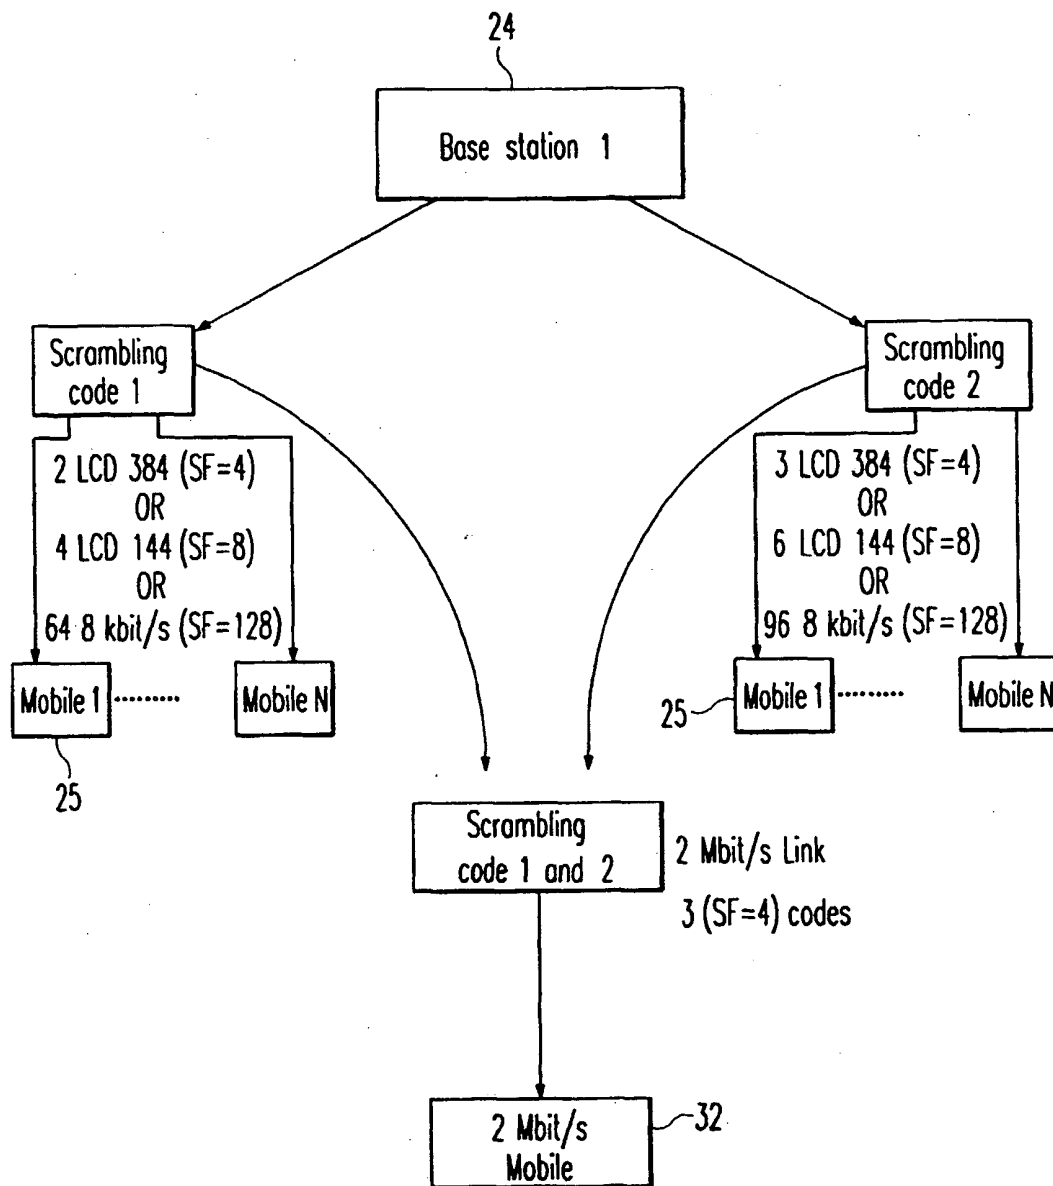 24
Base station 1
Scrambling
code 1
Scrambling
code 2
2 LCD 384 (SF=4)
OR
4 LCD 144 (SF=8)
OR
64 8 kbit/s (SF=128)
3 LCD 384 (SF=4)
OR
6 LCD 144 (SF=8)
OR
96 8 kbit/s (SF=128)
Mobile 1 ......... Mobile N
25
25
Mobile 1 ......... Mobile N
Scrambling
code 1 and 2
2 Mbit/s Link
3 (SF=4) codes
2 Mbit/s
Mobile
32